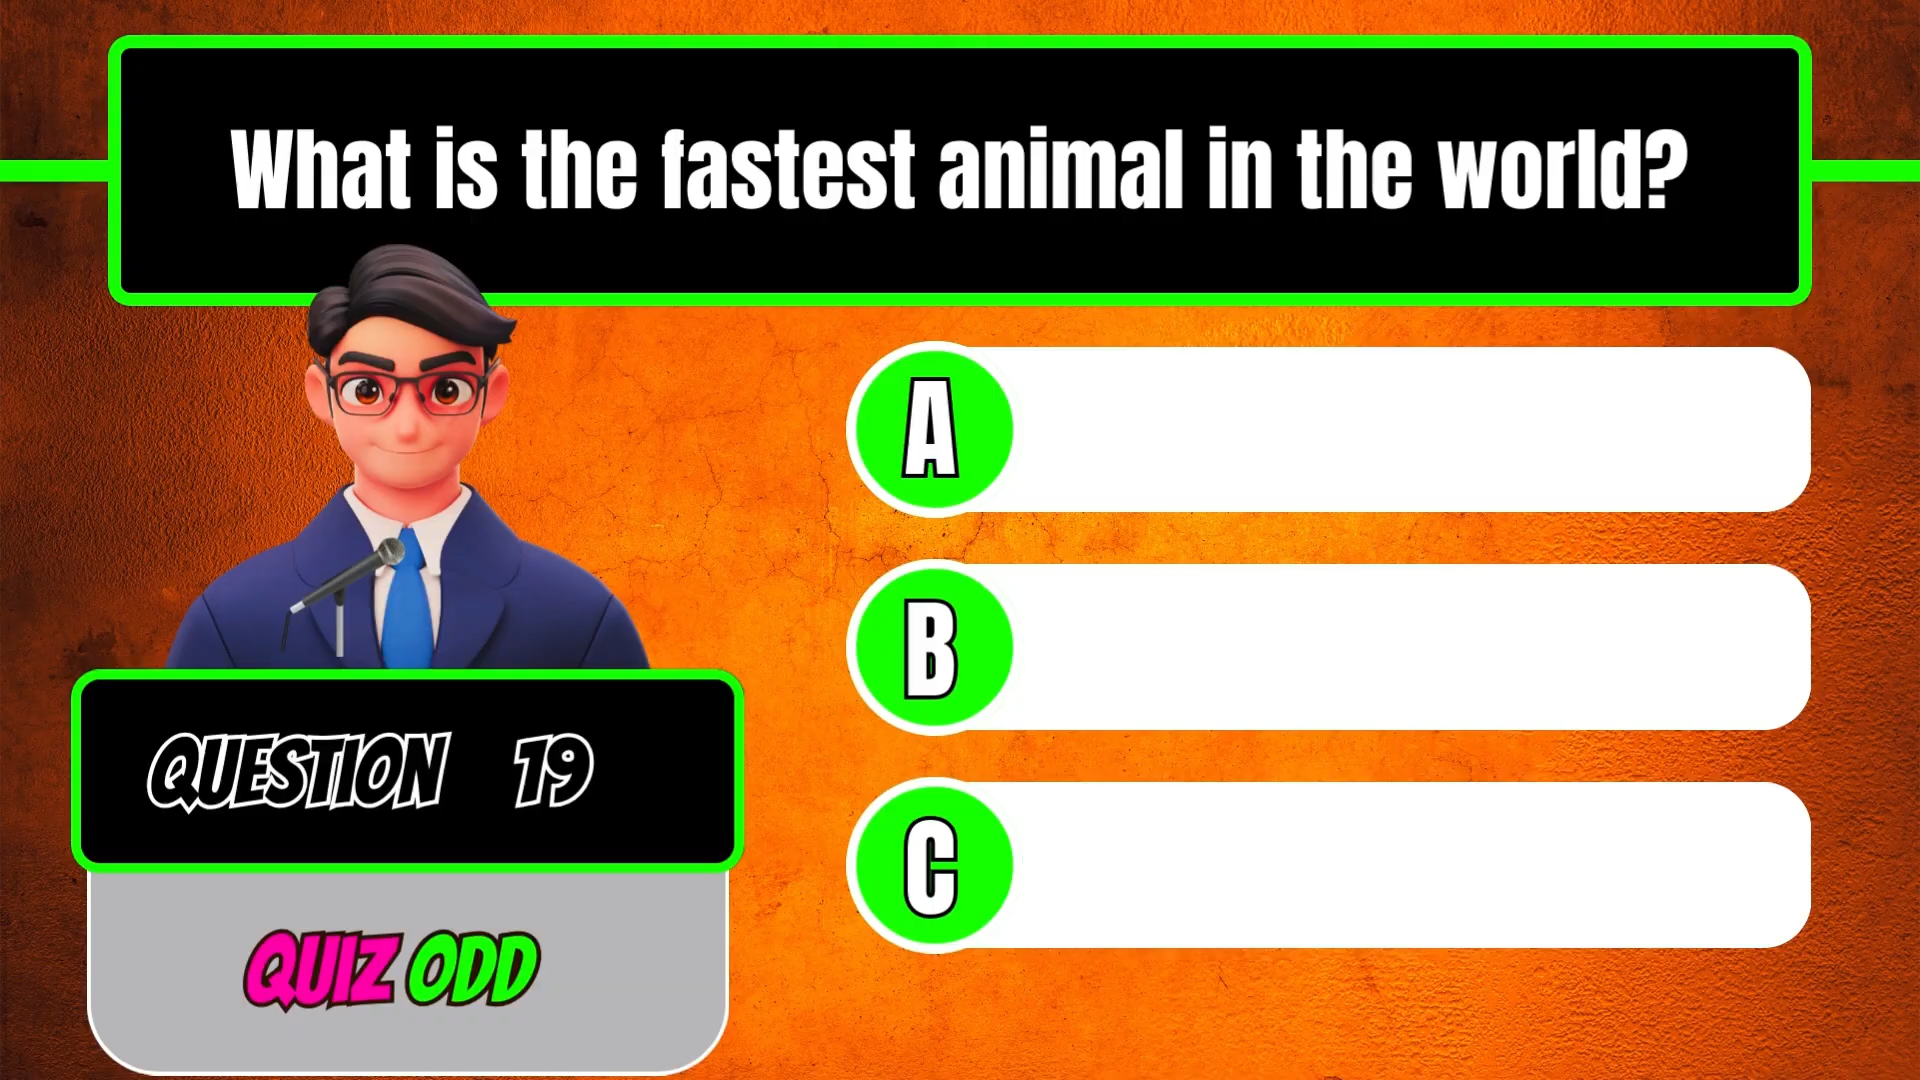 What is the fastest animal in the world?
A
B
C
QUESTION 19
QUIZ ODD